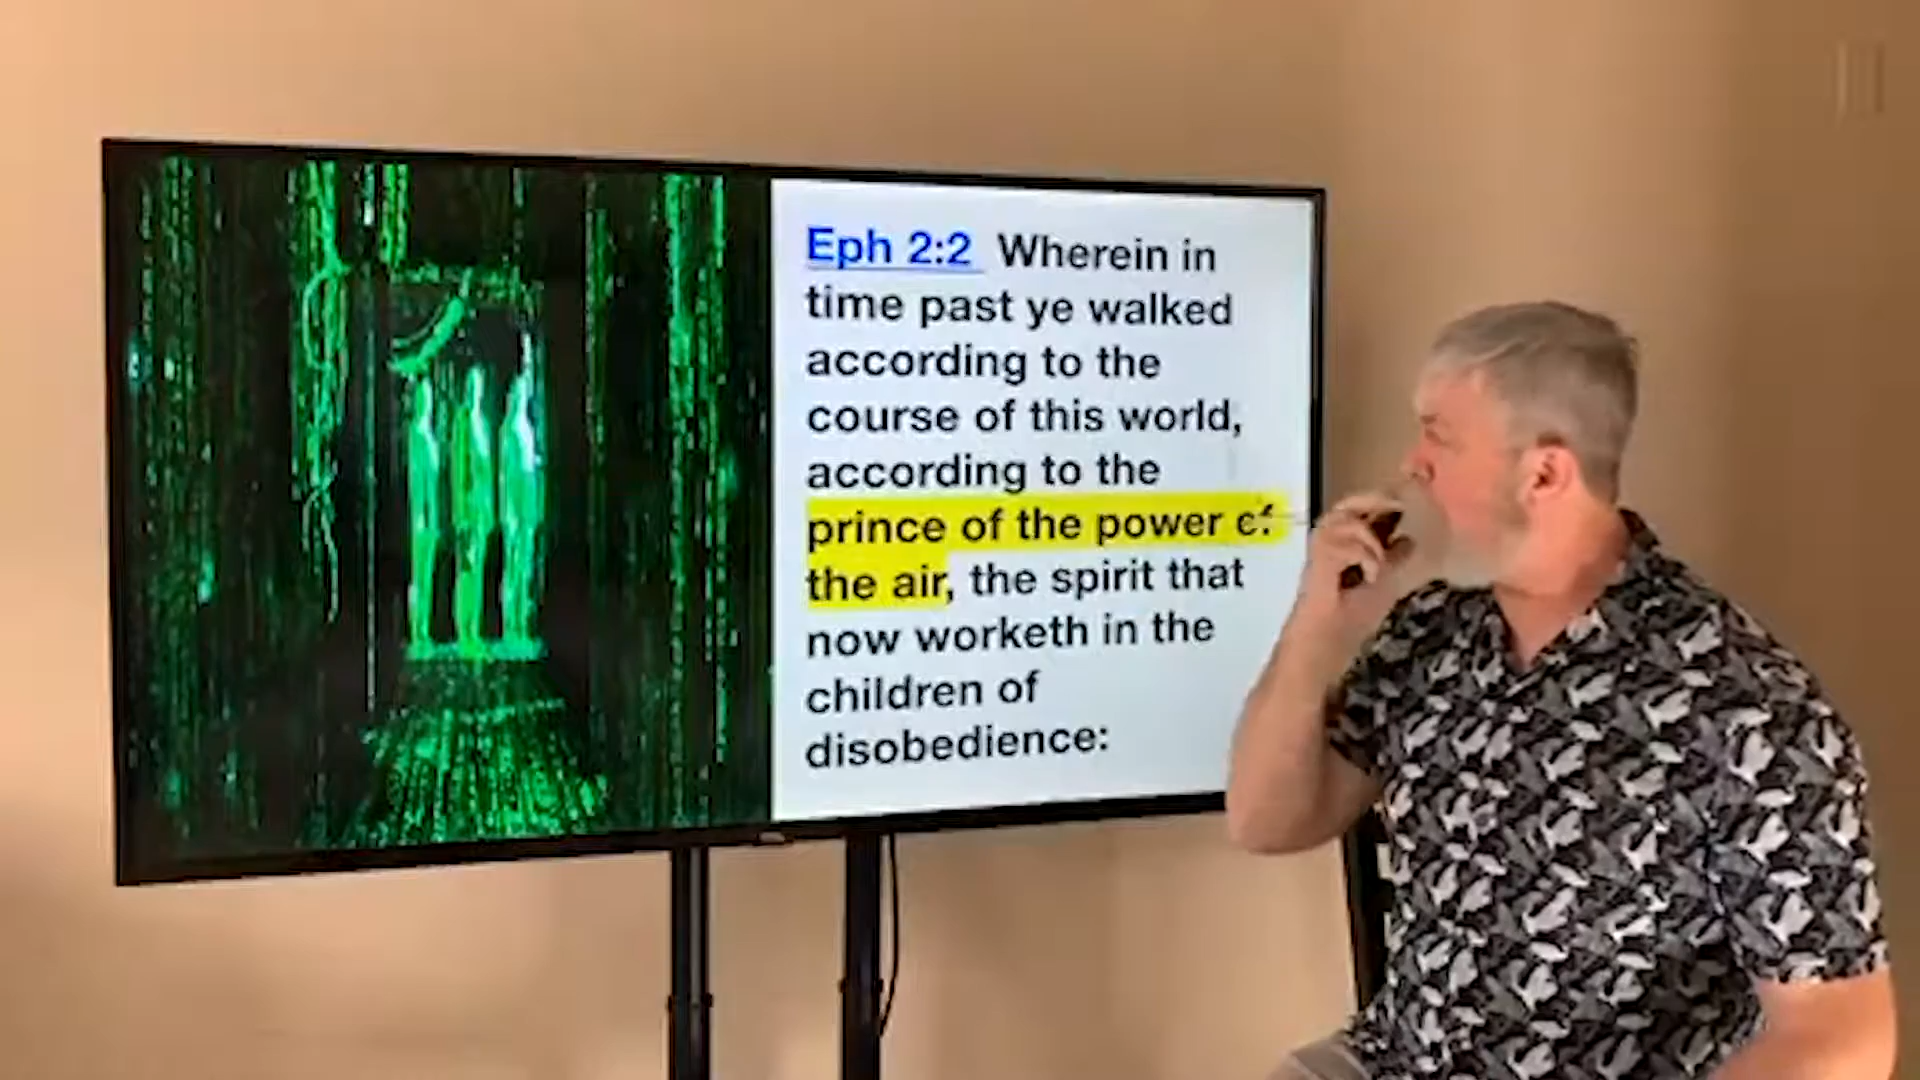 Eph 2:2 Wherein in
time past ye walked
according to the
course of this world,
according to the
prince of the power
the air, the spirit that
now worketh in the
children of
disobedience: